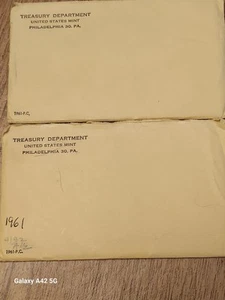 TREASURY DEPARTMENT
UNITED STATES MINT
PHILADELPHIA 30, PA.
TREASURY DEPARTMENT
UNITED STATES MINT
PHILADELPHIA 30, PA.
1961
Galaxy A42 5G